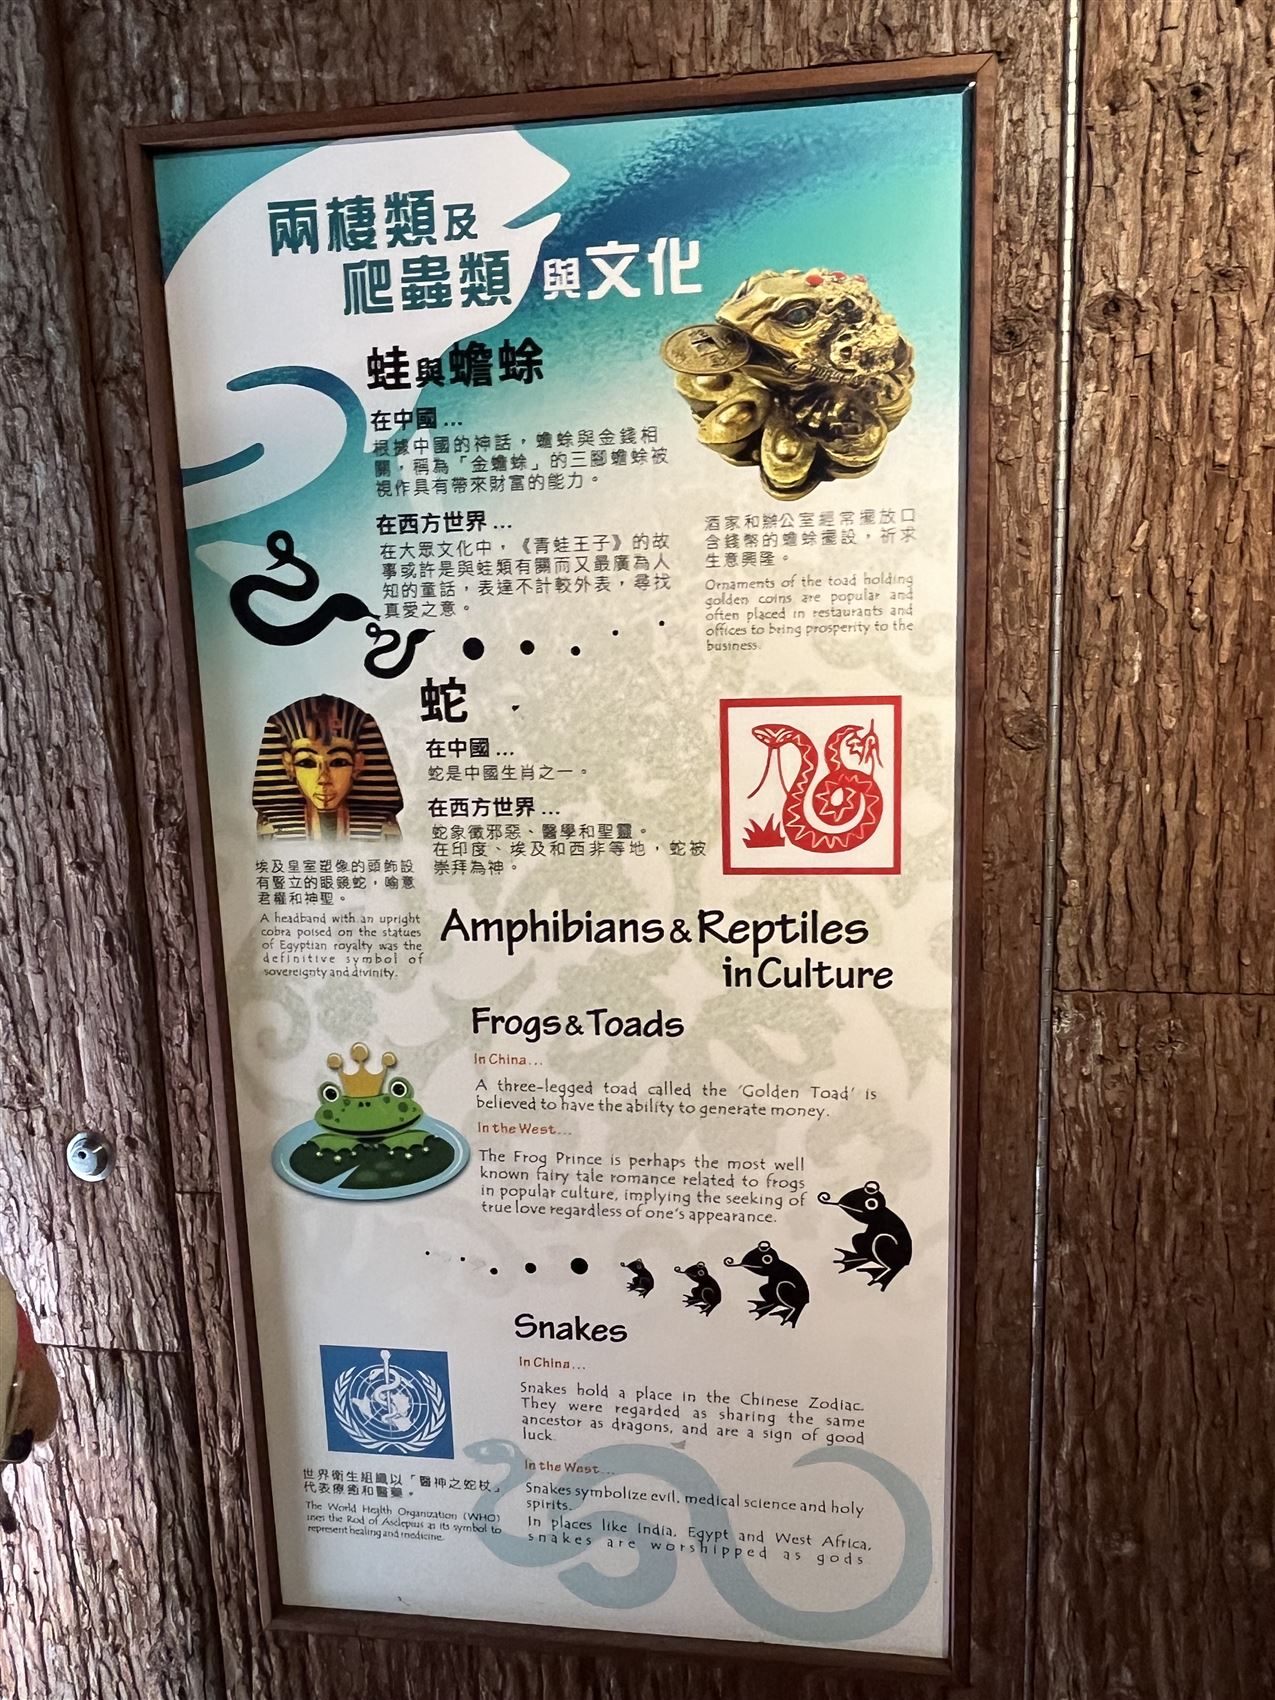 兩棲類及
爬蟲類與文化
蛙與蟾蜍
在中國...
根據中國的神話，蟾蜍與金錢相
關，稱為「金蟾蜍」的三腳蟾蜍被
視作具有帶來財富的能力。
在西方世界...
在大眾文化中，《青蛙王子》的故
事或許是與蛙類有關而又最廣為人
知的童話，表達不計較外表，尋找
真愛之意。
酒家和辦公室經常擺放口
含錢幣的蟾蜍擺設，祈求
生意興隆。
Ornaments of the toad holding
golden coins are popular and
often placed in restaurants and
offices to bring prosperity to the
business.
蛇
在中國...
蛇是中國生肖之一。
在西方世界...
蛇象徵邪惡、醫學和聖靈。
在印度、埃及和西非等地，蛇被
崇拜為神。
埃及皇室塑像的頭飾設
有豎立的眼鏡蛇，喻意
君權和神聖。
A headband with an upright
cobra poised on the statues
of Egyptian royalty was the
definitive symbol of
sovereignty and divinity.
Amphibians & Reptiles
in Culture
Frogs & Toads
In China...
A three-legged toad called the 'Golden Toad' is
believed to have the ability to generate money.
In the West...
The Frog Prince is perhaps the most well
known fairy tale romance related to frogs
in popular culture, implying the seeking of
true love regardless of one's appearance.
Snakes
In China...
Snakes hold a place in the Chinese Zodiac.
They were regarded as sharing the same
ancestor as dragons, and are a sign of good
luck.
In the West...
Snakes symbolize evil, medical science and holy
spirits.
In places like India, Egypt and West Africa,
snakes are worshipped as gods
世界衛生組織以「醫神之蛇杖」
代表療癒和醫藥。
The World Health Organization (WHO)
uses the Rod of Asclepius as its symbol to
represent healing and medicine.